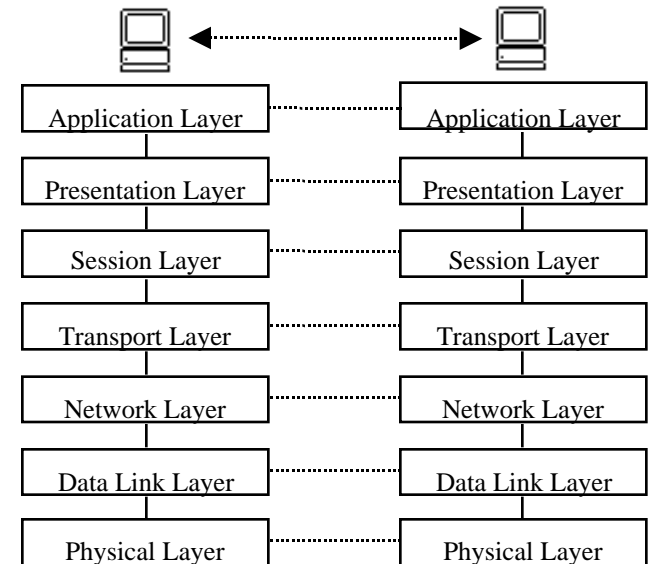 Application Layer Application Layer
Presentation Layer Presentation Layer
Session Layer Session Layer
Transport Layer Transport Layer
Network Layer Network Layer
Data Link Layer Data Link Layer
Physical Layer Physical Layer